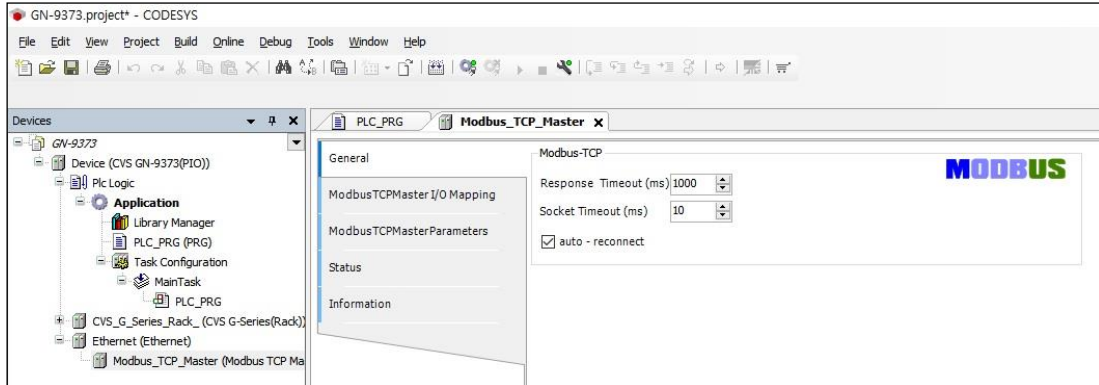 GN-9373.project* - CODESYS
File Edit View Project Build Online Debug Tools Window Help
Devices
PLC_PRG
Modbus_TCP_Master
GN-9373
Device (CVS GN-9373(PIO))
Plc Logic
Application
Library Manager
PLC_PRG (PRG)
Task Configuration
MainTask
PLC_PRG
CVS_G_Series_Rack_ (CVS G-Series(Rack))
Ethernet (Ethernet)
Modbus_TCP_Master (Modbus TCP Ma
General
ModbusTCPMaster I/O Mapping
ModbusTCPMasterParameters
Status
Information
Modbus-TCP
MODBUS
Response Timeout (ms) 1000
Socket Timeout (ms) 10
auto - reconnect